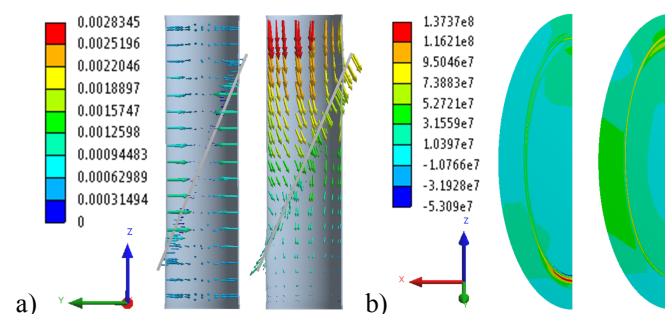 0.0028345
0.0025196
0.0022046
0.0018897
0.0015747
0.0012598
0.00094483
0.00062989
0.00031494
0
Z
Y
a)
1.3737e8
1.1621e8
9.5046e7
7.3883e7
5.2721e7
3.1559e7
1.0397e7
-1.0766e7
-3.1928e7
-5.309e7
Z
X
Y
b)